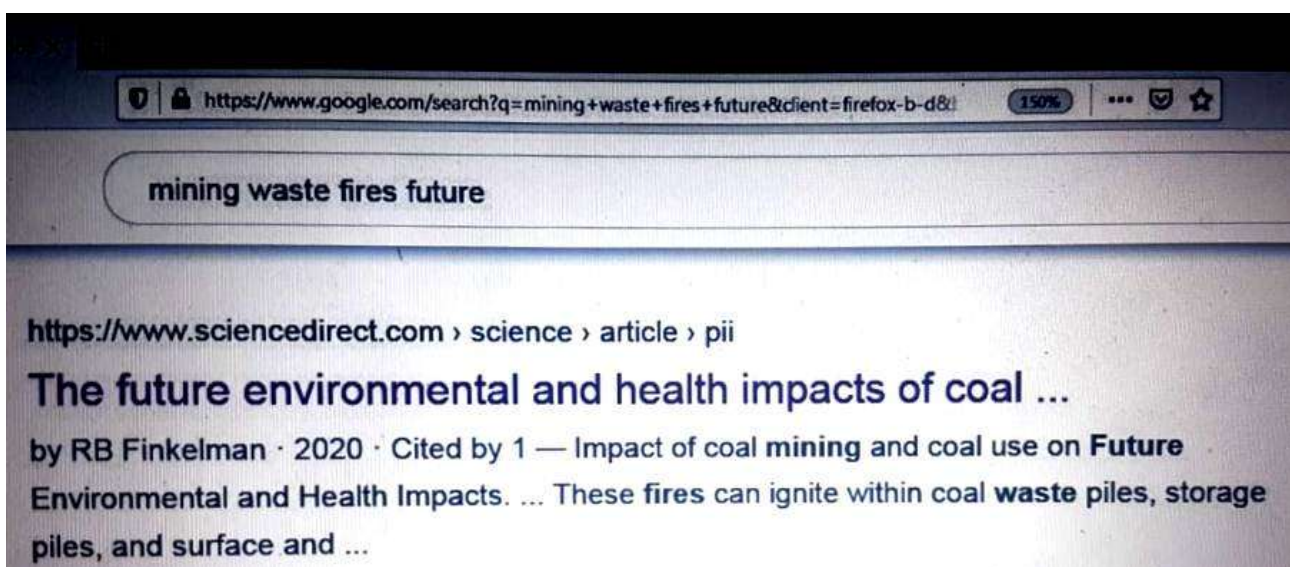 https://www.google.com/search?q=mining+waste+fires+future&client=firefox-b-d&
150%
mining waste fires future
https://www.sciencedirect.com › science › article › pii
The future environmental and health impacts of coal ...
by RB Finkelman · 2020 · Cited by 1 — Impact of coal mining and coal use on Future
Environmental and Health Impacts. ... These fires can ignite within coal waste piles, storage
piles, and surface and ...